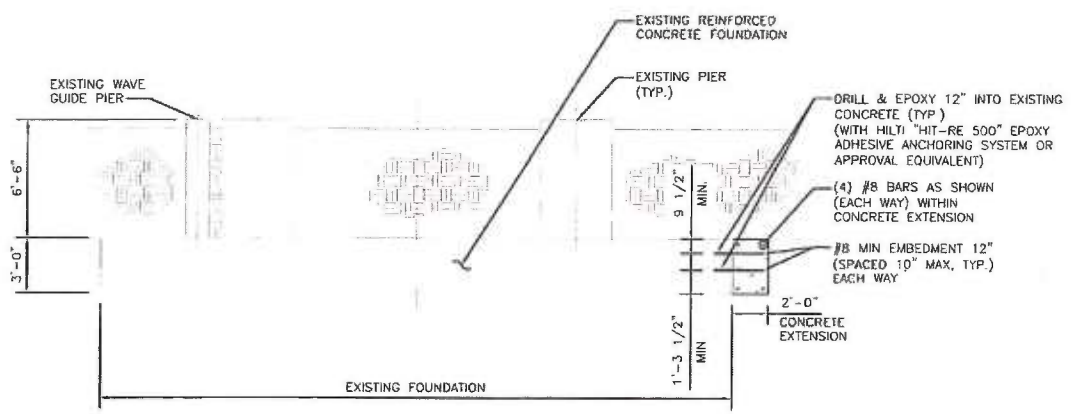 EXISTING REINFORCED
CONCRETE FOUNDATION
EXISTING WAVE
GUIDE PIER
EXISTING PIER
(TYP.)
DRILL & EPOXY 12" INTO EXISTING
CONCRETE (TYP.)
(WITH HILTI "HIT-RE 500" EPOXY
ADHESIVE ANCHORING SYSTEM OR
APPROVAL EQUIVALENT)
6'-6"
9 1/2"
MIN.
(4) #8 BARS AS SHOWN
(EACH WAY) WITHIN
CONCRETE EXTENSION
3'-0"
#8 MIN EMBEDMENT 12"
(SPACED 10" MAX, TYP.)
EACH WAY
2'-0"
CONCRETE
EXTENSION
1'-3 1/2"
MIN
EXISTING FOUNDATION